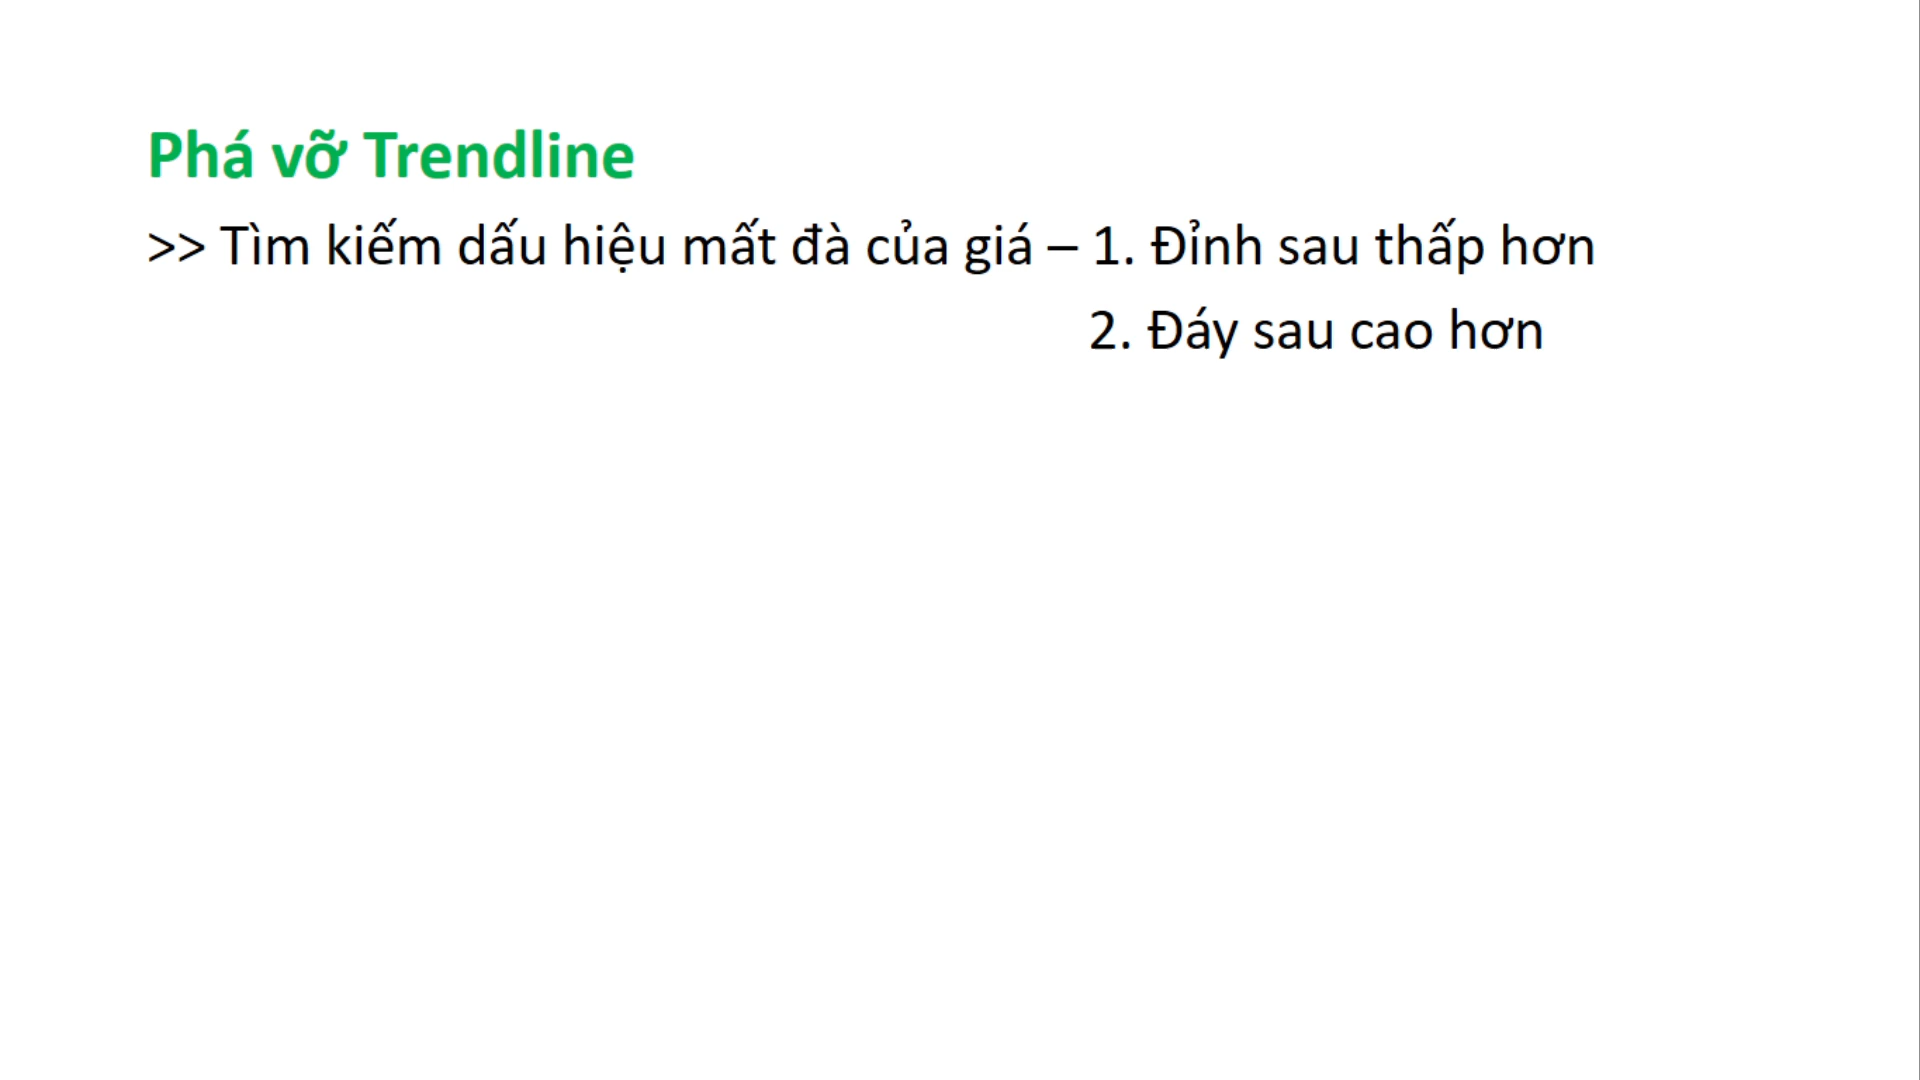 Phá vỡ Trendline
>> Tìm kiếm dấu hiệu mất đà của giá – 1. Đỉnh sau thấp hơn
2. Đáy sau cao hơn